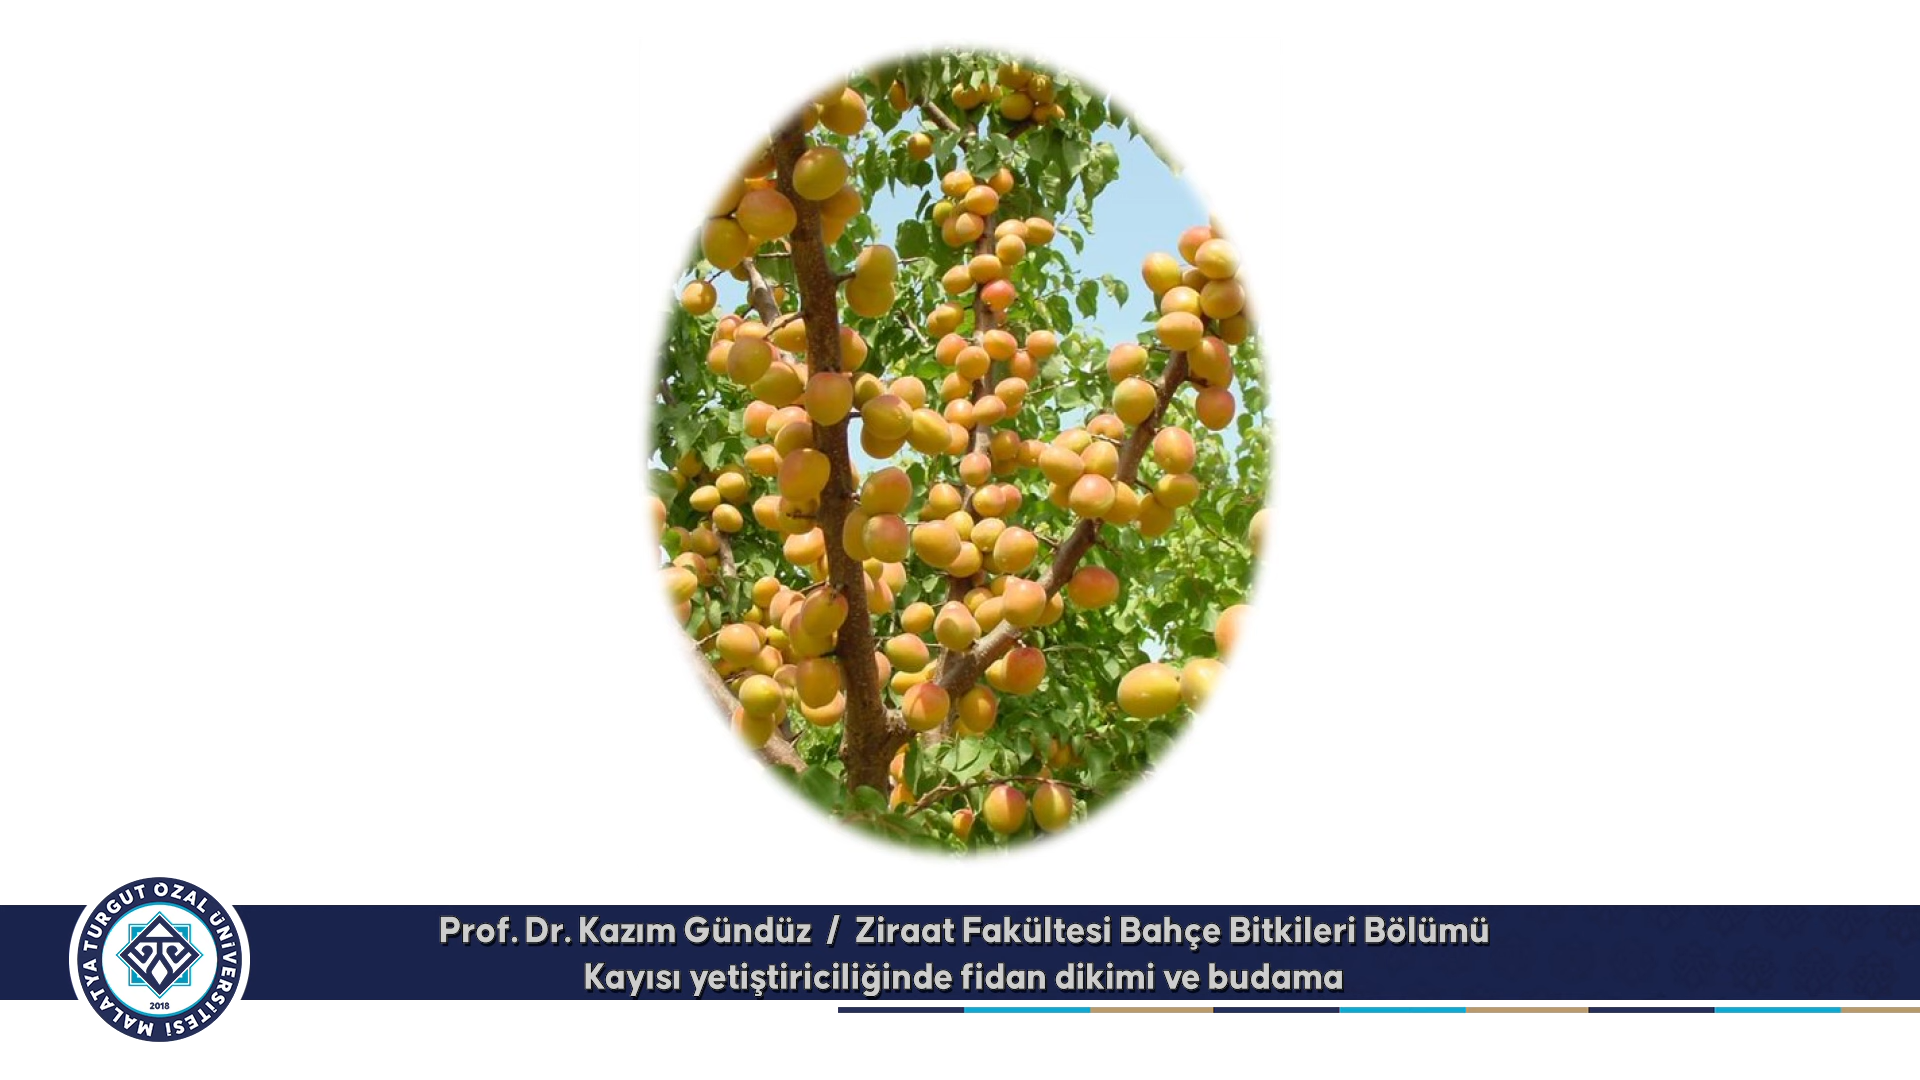 Prof. Dr. Kazım Gündüz / Ziraat Fakültesi Bahçe Bitkileri Bölümü
Kayısı yetiştiriciliğinde fidan dikimi ve budama
MALATYA TURGUT ÖZAL ÜNİVERSİTESİ
2018